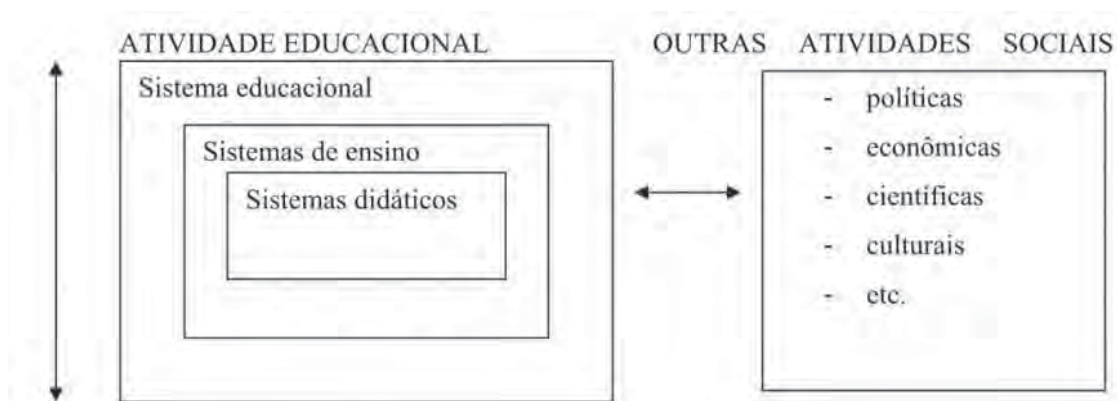 ATIVIDADE EDUCACIONAL
Sistema educacional
Sistemas de ensino
Sistemas didáticos
OUTRAS ATIVIDADES SOCIAIS
- políticas
- econômicas
- científicas
- culturais
- etc.